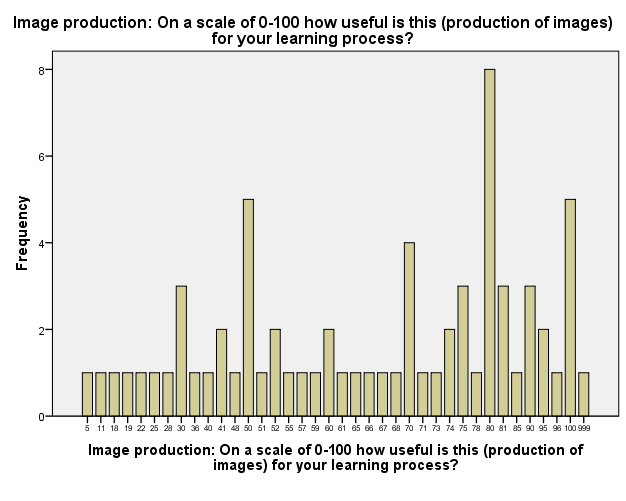 Image production: On a scale of 0-100 how useful is this (production of images)
for your learning process?
8
6
4
2
0
Frequency
5 11 18 19 22 25 28 30 36 40 41 48 50 51 52 55 57 59 60 61 65 66 67 68 70 71 73 74 75 78 80 81 85 90 95 96 100 999
Image production: On a scale of 0-100 how useful is this (production of
images) for your learning process?